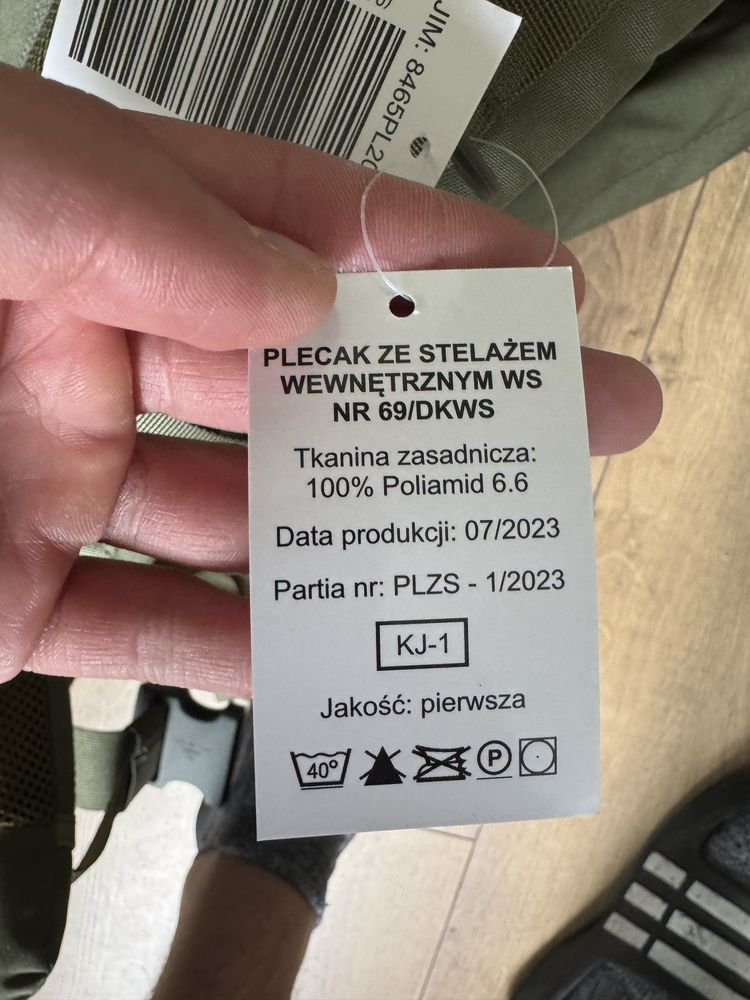 JIM: 8465PL20
PLECAK ZE STELAŻEM
WEWNĘTRZNYM WS
NR 69/DKWS
Tkanina zasadnicza:
100% Poliamid 6.6
Data produkcji: 07/2023
Partia nr: PLZS - 1/2023
KJ-1
Jakość: pierwsza
40° P